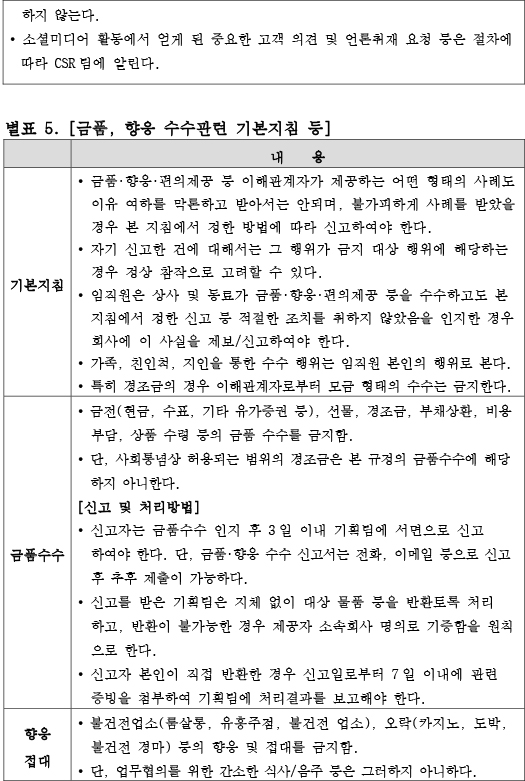 하지 않는다.
• 소셜미디어 활동에서 얻게 된 중요한 고객 의견 및 언론취재 요청 등은 절차에
따라 CSR팀에 알린다.
별표 5. [금품, 향응 수수관련 기본지침 등]
내 용
• 금품·향응·편의제공 등 이해관계자가 제공하는 어떤 형태의 사례도
이유 여하를 막론하고 받아서는 안되며, 불가피하게 사례를 받았을
경우 본 지침에서 정한 방법에 따라 신고하여야 한다.
• 자기 신고한 건에 대해서는 그 행위가 금지 대상 행위에 해당하는
경우 정상 참작으로 고려할 수 있다.
기본지침
• 임직원은 상사 및 동료가 금품·향응·편의제공 등을 수수하고도 본
지침에서 정한 신고 등 적절한 조치를 취하지 않았음을 인지한 경우
회사에 이 사실을 제보/신고하여야 한다.
• 가족, 친인척, 지인을 통한 수수 행위는 임직원 본인의 행위로 본다.
• 특히 경조금의 경우 이해관계자로부터 모금 형태의 수수는 금지한다.
• 금전(현금, 수표, 기타 유가증권 등), 선물, 경조금, 부채상환, 비용
부담, 상품 수령 등의 금품 수수를 금지함.
• 단, 사회통념상 허용되는 범위의 경조금은 본 규정의 금품수수에 해당
하지 아니한다.
[신고 및 처리방법]
• 신고자는 금품수수 인지 후 3일 이내 기획팀에 서면으로 신고
금품수수
하여야 한다. 단, 금품·향응 수수 신고서는 전화, 이메일 등으로 신고
후 추후 제출이 가능하다.
• 신고를 받은 기획팀은 지체 없이 대상 물품 등을 반환토록 처리
하고, 반환이 불가능한 경우 제공자 소속회사 명의로 기증함을 원칙
으로 한다.
• 신고자 본인이 직접 반환한 경우 신고일로부터 7일 이내에 관련
증빙을 첨부하여 기획팀에 처리결과를 보고해야 한다.
향응
접대
• 불건전업소(룸살롱, 유흥주점, 불건전 업소), 오락(카지노, 도박,
불건전 경마) 등의 향응 및 접대를 금지함.
• 단, 업무협의를 위한 간소한 식사/음주 등은 그러하지 아니하다.